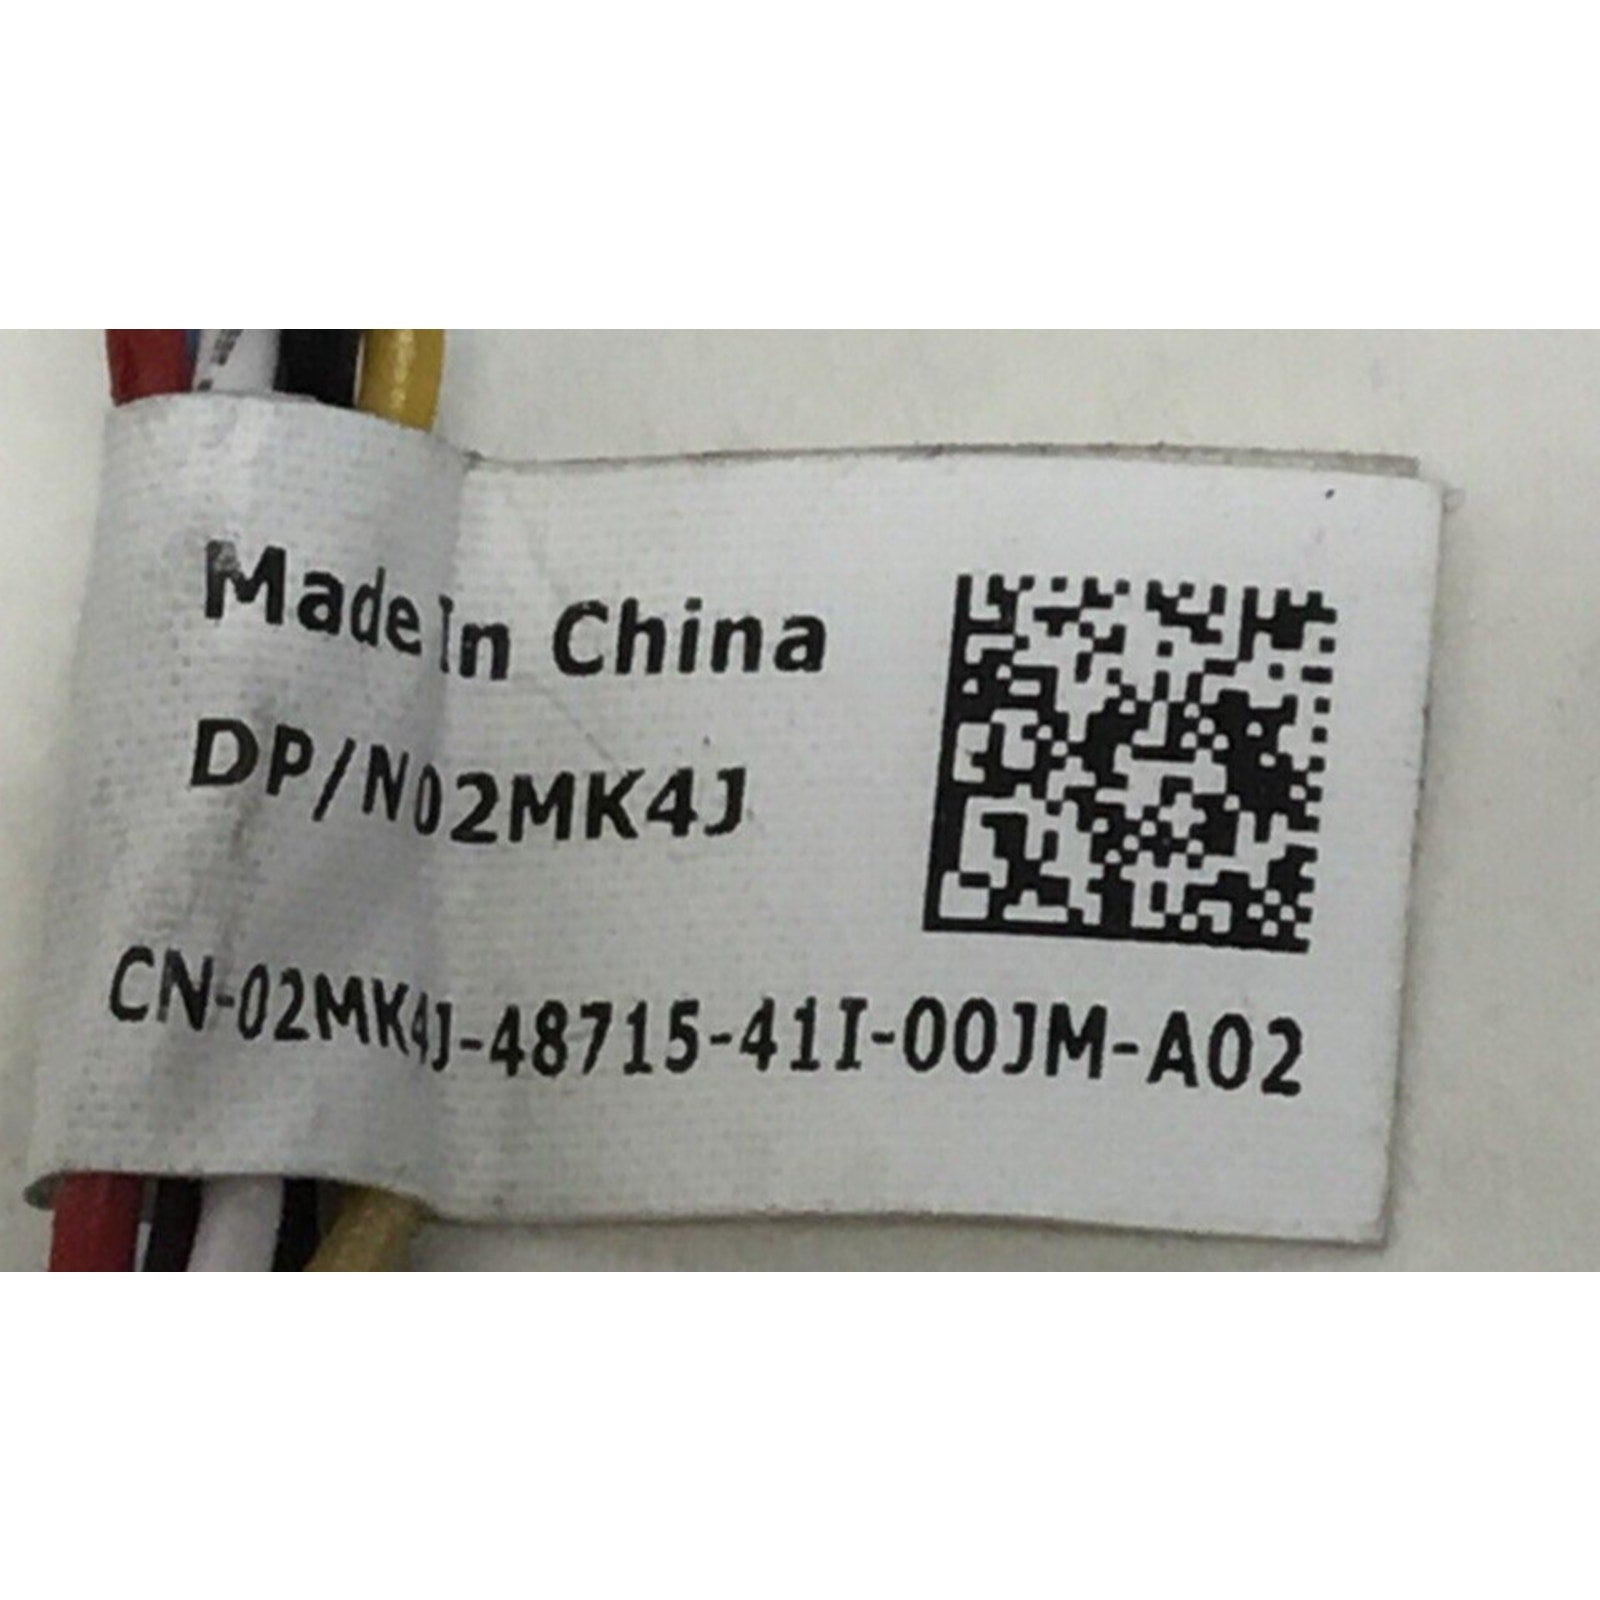 Made In China
DP/N02MK4J
CN-02MK4J-48715-41I-00JM-A02